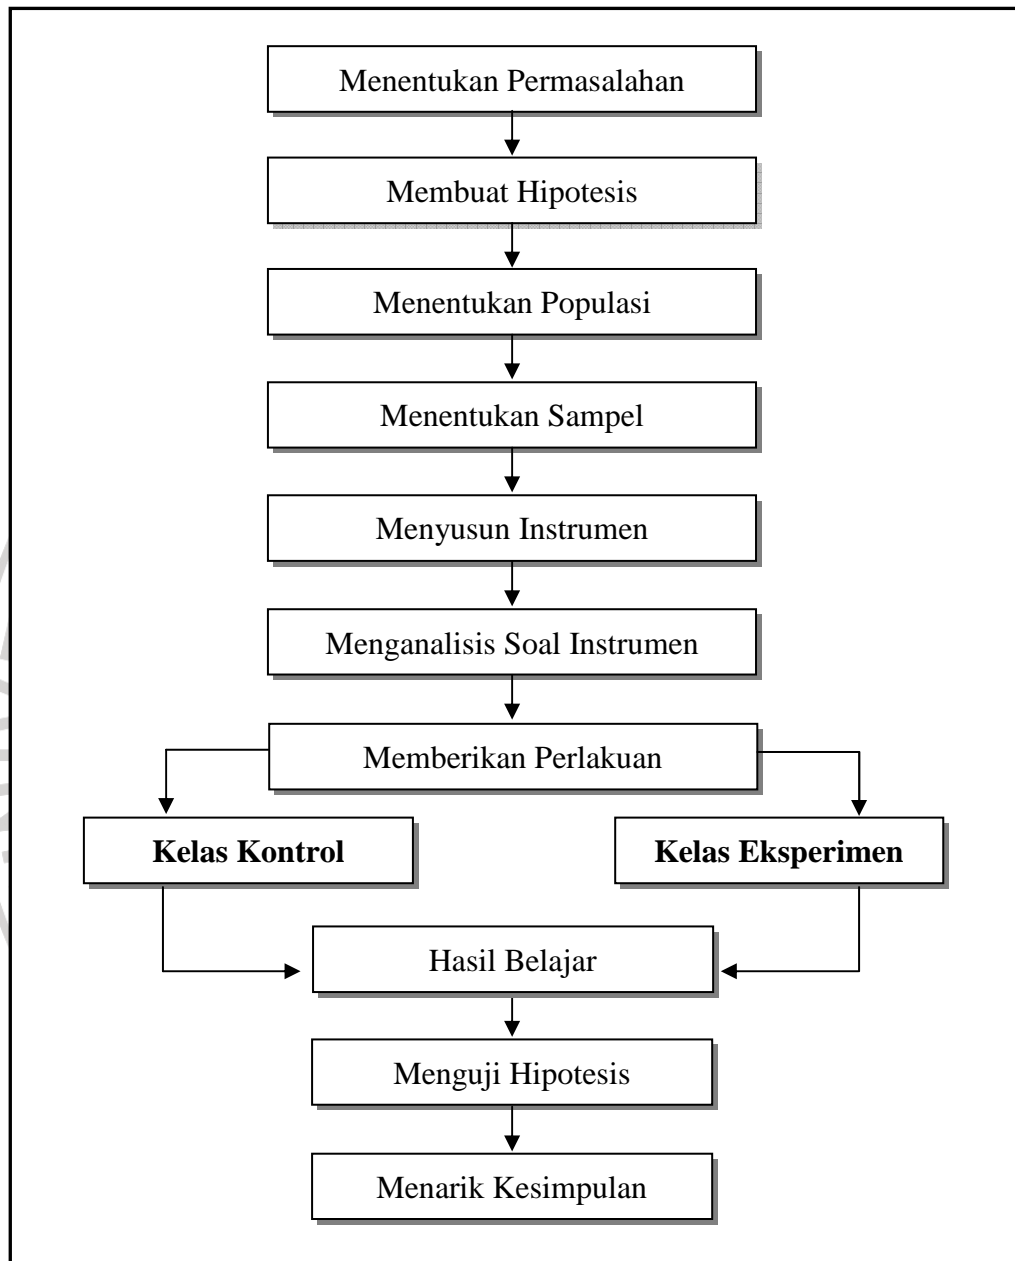 Menentukan Permasalahan
Membuat Hipotesis
Menentukan Populasi
Menentukan Sampel
Menyusun Instrumen
Menganalisis Soal Instrumen
Memberikan Perlakuan
Kelas Kontrol
Kelas Eksperimen
Hasil Belajar
Menguji Hipotesis
Menarik Kesimpulan